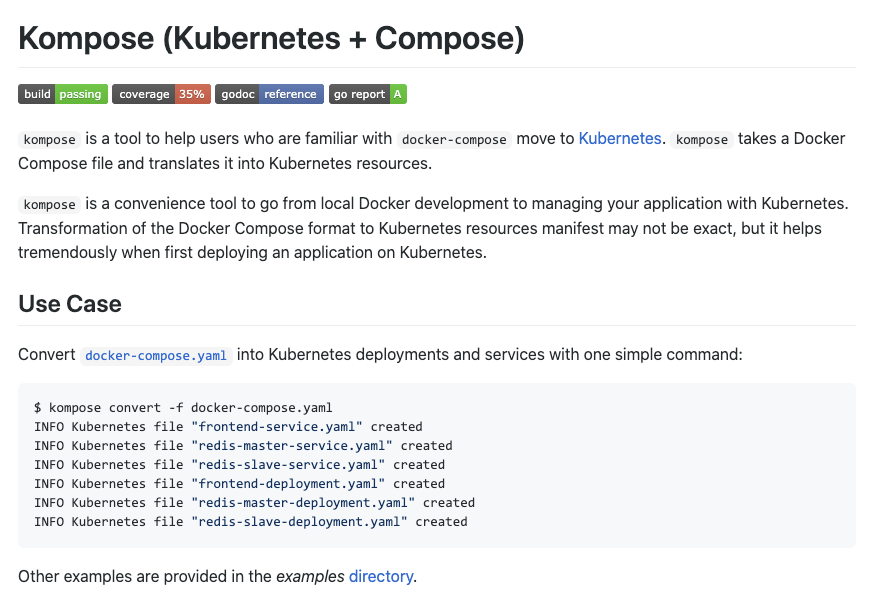 Kompose (Kubernetes + Compose)
build passing coverage 35% godoc reference go report A
kompose is a tool to help users who are familiar with docker-compose move to Kubernetes. kompose takes a Docker
Compose file and translates it into Kubernetes resources.
kompose is a convenience tool to go from local Docker development to managing your application with Kubernetes.
Transformation of the Docker Compose format to Kubernetes resources manifest may not be exact, but it helps
tremendously when first deploying an application on Kubernetes.
Use Case
Convert docker-compose.yaml into Kubernetes deployments and services with one simple command:
$ kompose convert -f docker-compose.yaml
INFO Kubernetes file "frontend-service.yaml" created
INFO Kubernetes file "redis-master-service.yaml" created
INFO Kubernetes file "redis-slave-service.yaml" created
INFO Kubernetes file "frontend-deployment.yaml" created
INFO Kubernetes file "redis-master-deployment.yaml" created
INFO Kubernetes file "redis-slave-deployment.yaml" created
Other examples are provided in the examples directory.